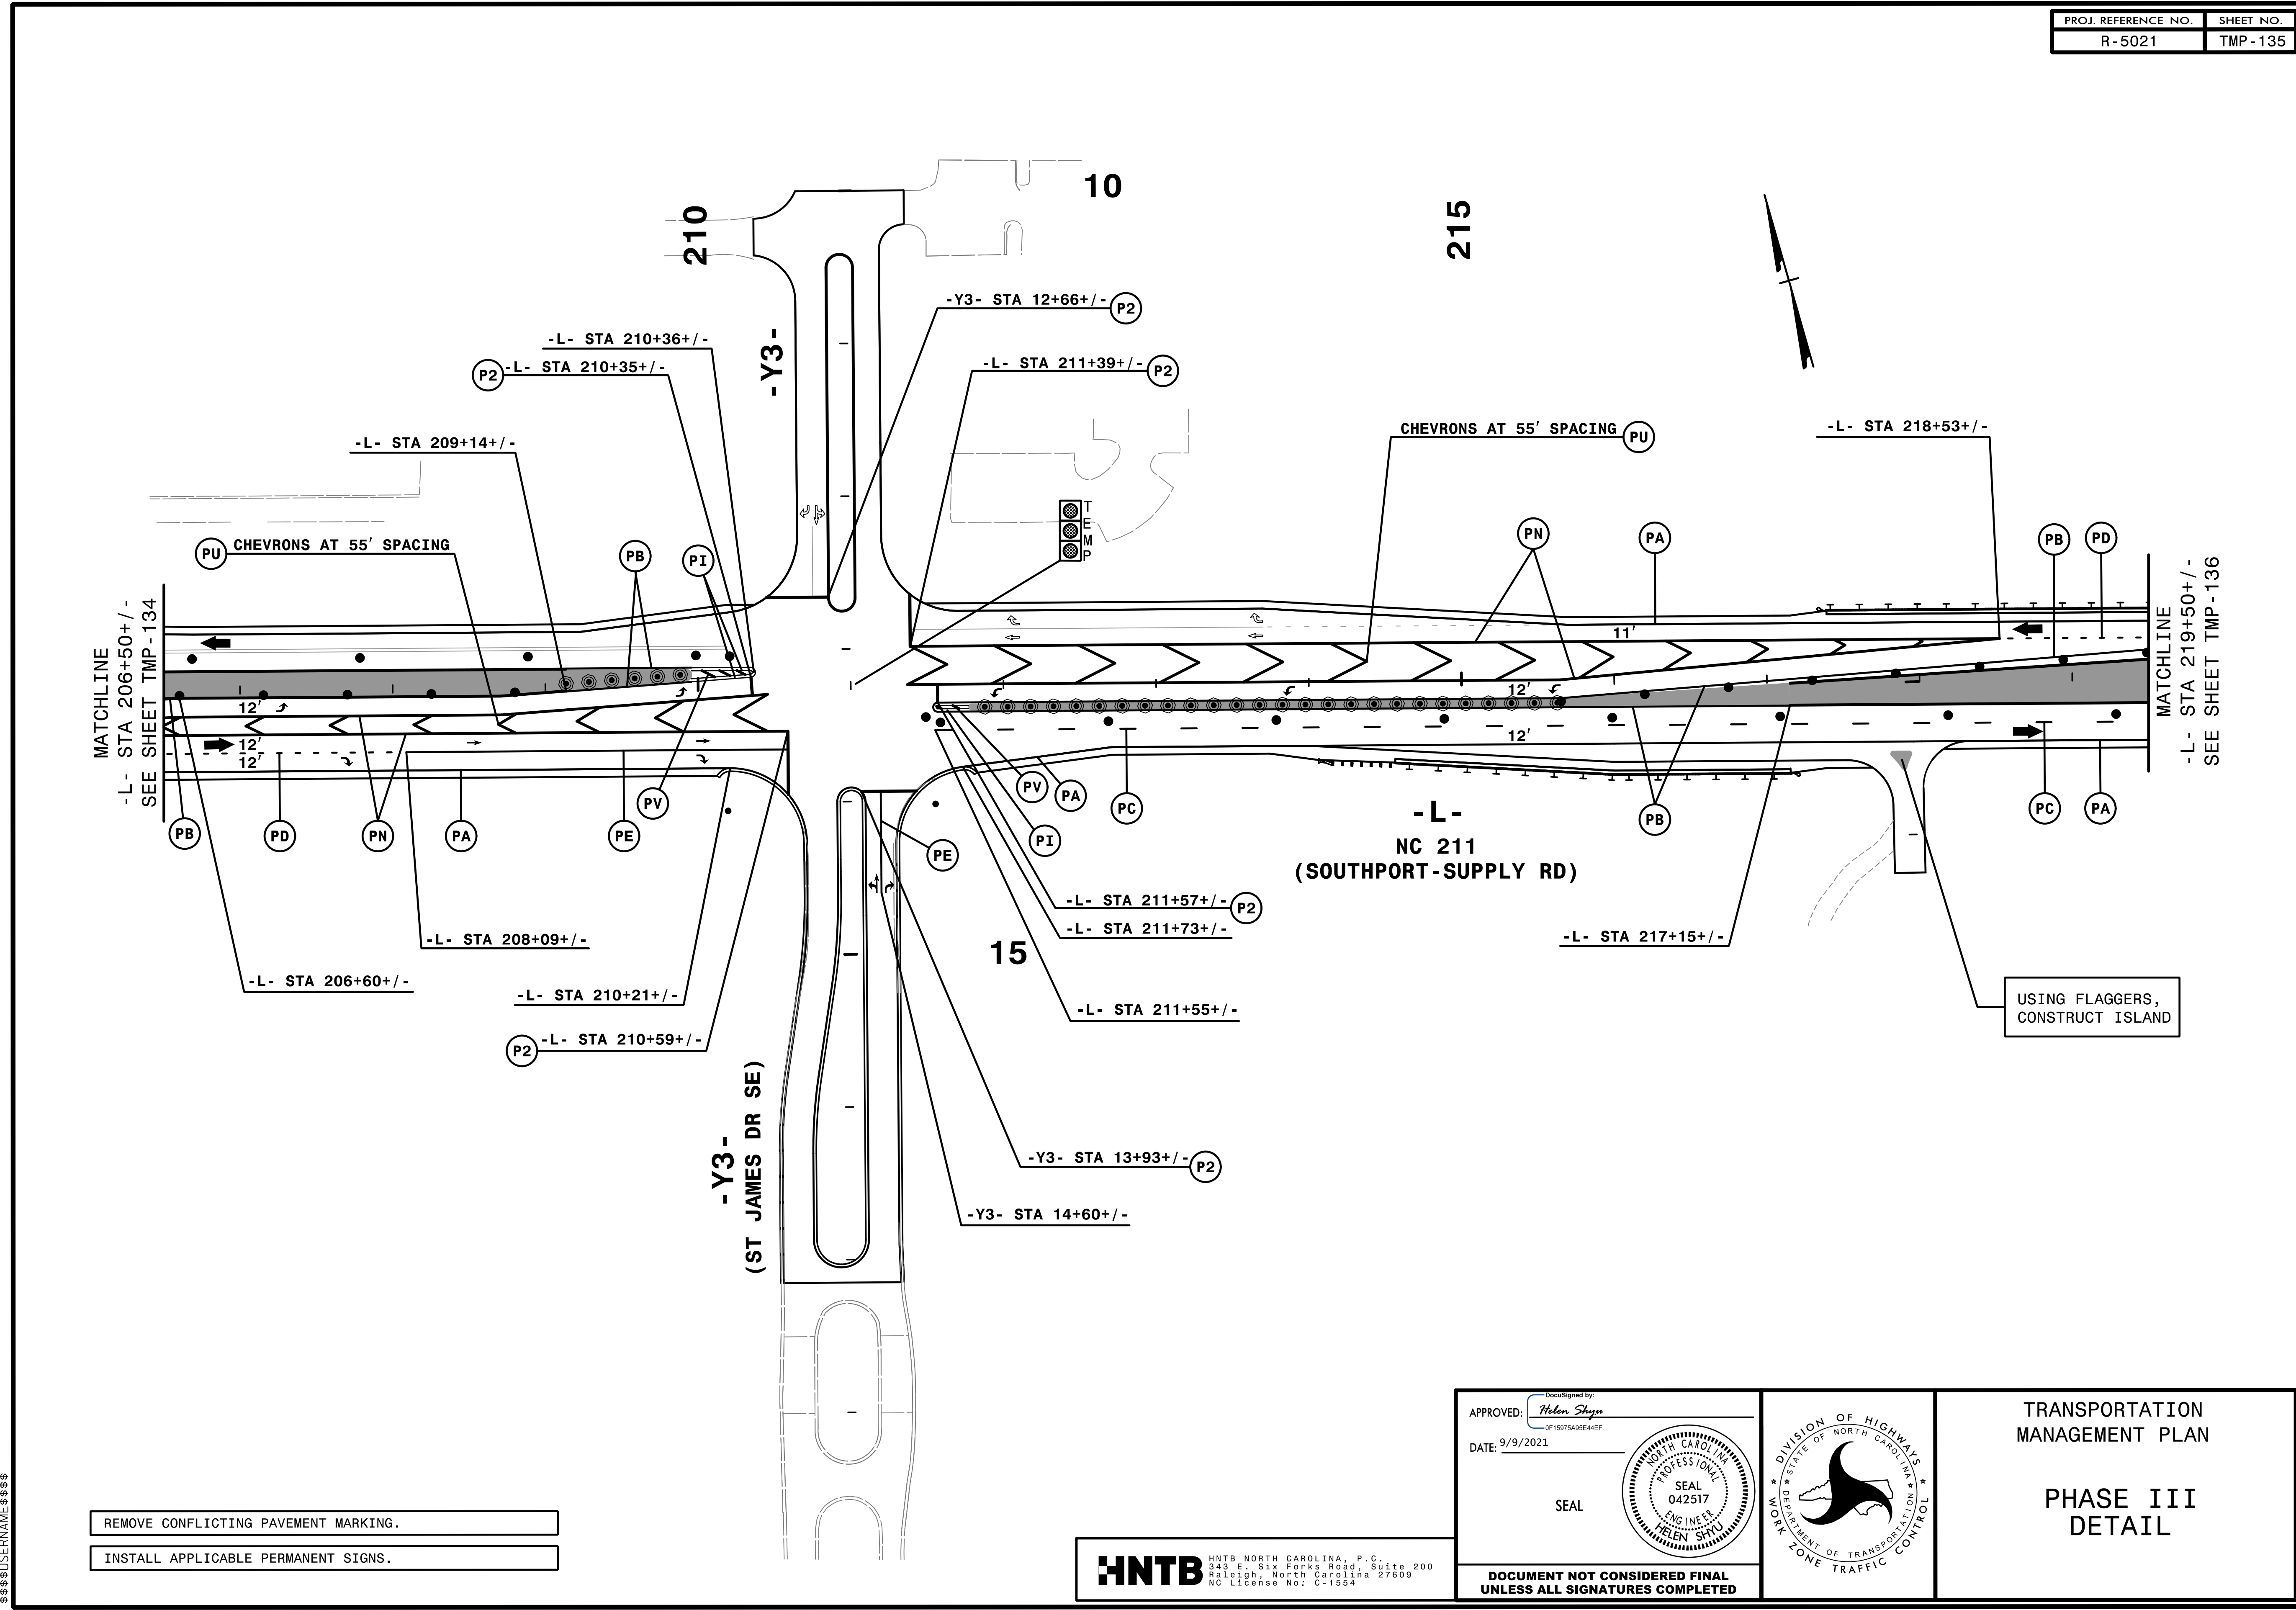 PROJ. REFERENCE NO.
SHEET NO.
R-5021
TMP-135
10
210
215
-Y3- STA 12+66+/-
P2
-L- STA 210+36+/-
-Y3-
P2
-L- STA 210+35+/-
-L- STA 211+39+/-
P2
-L- STA 209+14+/-
CHEVRONS AT 55' SPACING
PU
-L- STA 218+53+/-
T
E
M
P
PU
CHEVRONS AT 55' SPACING
PB
PI
PN
PA
PB
PD
MATCHLINE
-L- STA 206+50+/-
SEE SHEET TMP-134
MATCHLINE
-L- STA 219+50+/-
SEE SHEET TMP-136
11'
12'
12'
12'
12'
12'
PB
PD
PN
PA
PE
PV
PE
PV
PA
PI
PC
PB
PC
PA
-L-
NC 211
(SOUTHPORT-SUPPLY RD)
-L- STA 211+57+/-
P2
-L- STA 211+73+/-
-L- STA 208+09+/-
-L- STA 217+15+/-
15
-L- STA 206+60+/-
-L- STA 210+21+/-
-L- STA 211+55+/-
USING FLAGGERS,
CONSTRUCT ISLAND
P2
-L- STA 210+59+/-
-Y3-
(ST JAMES DR SE)
-Y3- STA 13+93+/-
P2
-Y3- STA 14+60+/-
REMOVE CONFLICTING PAVEMENT MARKING.
INSTALL APPLICABLE PERMANENT SIGNS.
$$$$USERNAME$$$$
HNTB
HNTB NORTH CAROLINA, P.C.
343 E. Six Forks Road, Suite 200
Raleigh, North Carolina 27609
NC License No: C-1554
DocuSigned by:
APPROVED: Helen Shyu
0F15975A95E44EF...
DATE: 9/9/2021
SEAL
NORTH CAROLINA
PROFESSIONAL
SEAL
042517
ENGINEER
HELEN SHYU
DOCUMENT NOT CONSIDERED FINAL
UNLESS ALL SIGNATURES COMPLETED
DIVISION OF HIGHWAYS
STATE OF NORTH CAROLINA
DEPARTMENT OF TRANSPORTATION
WORK ZONE TRAFFIC CONTROL
TRANSPORTATION
MANAGEMENT PLAN
PHASE III
DETAIL